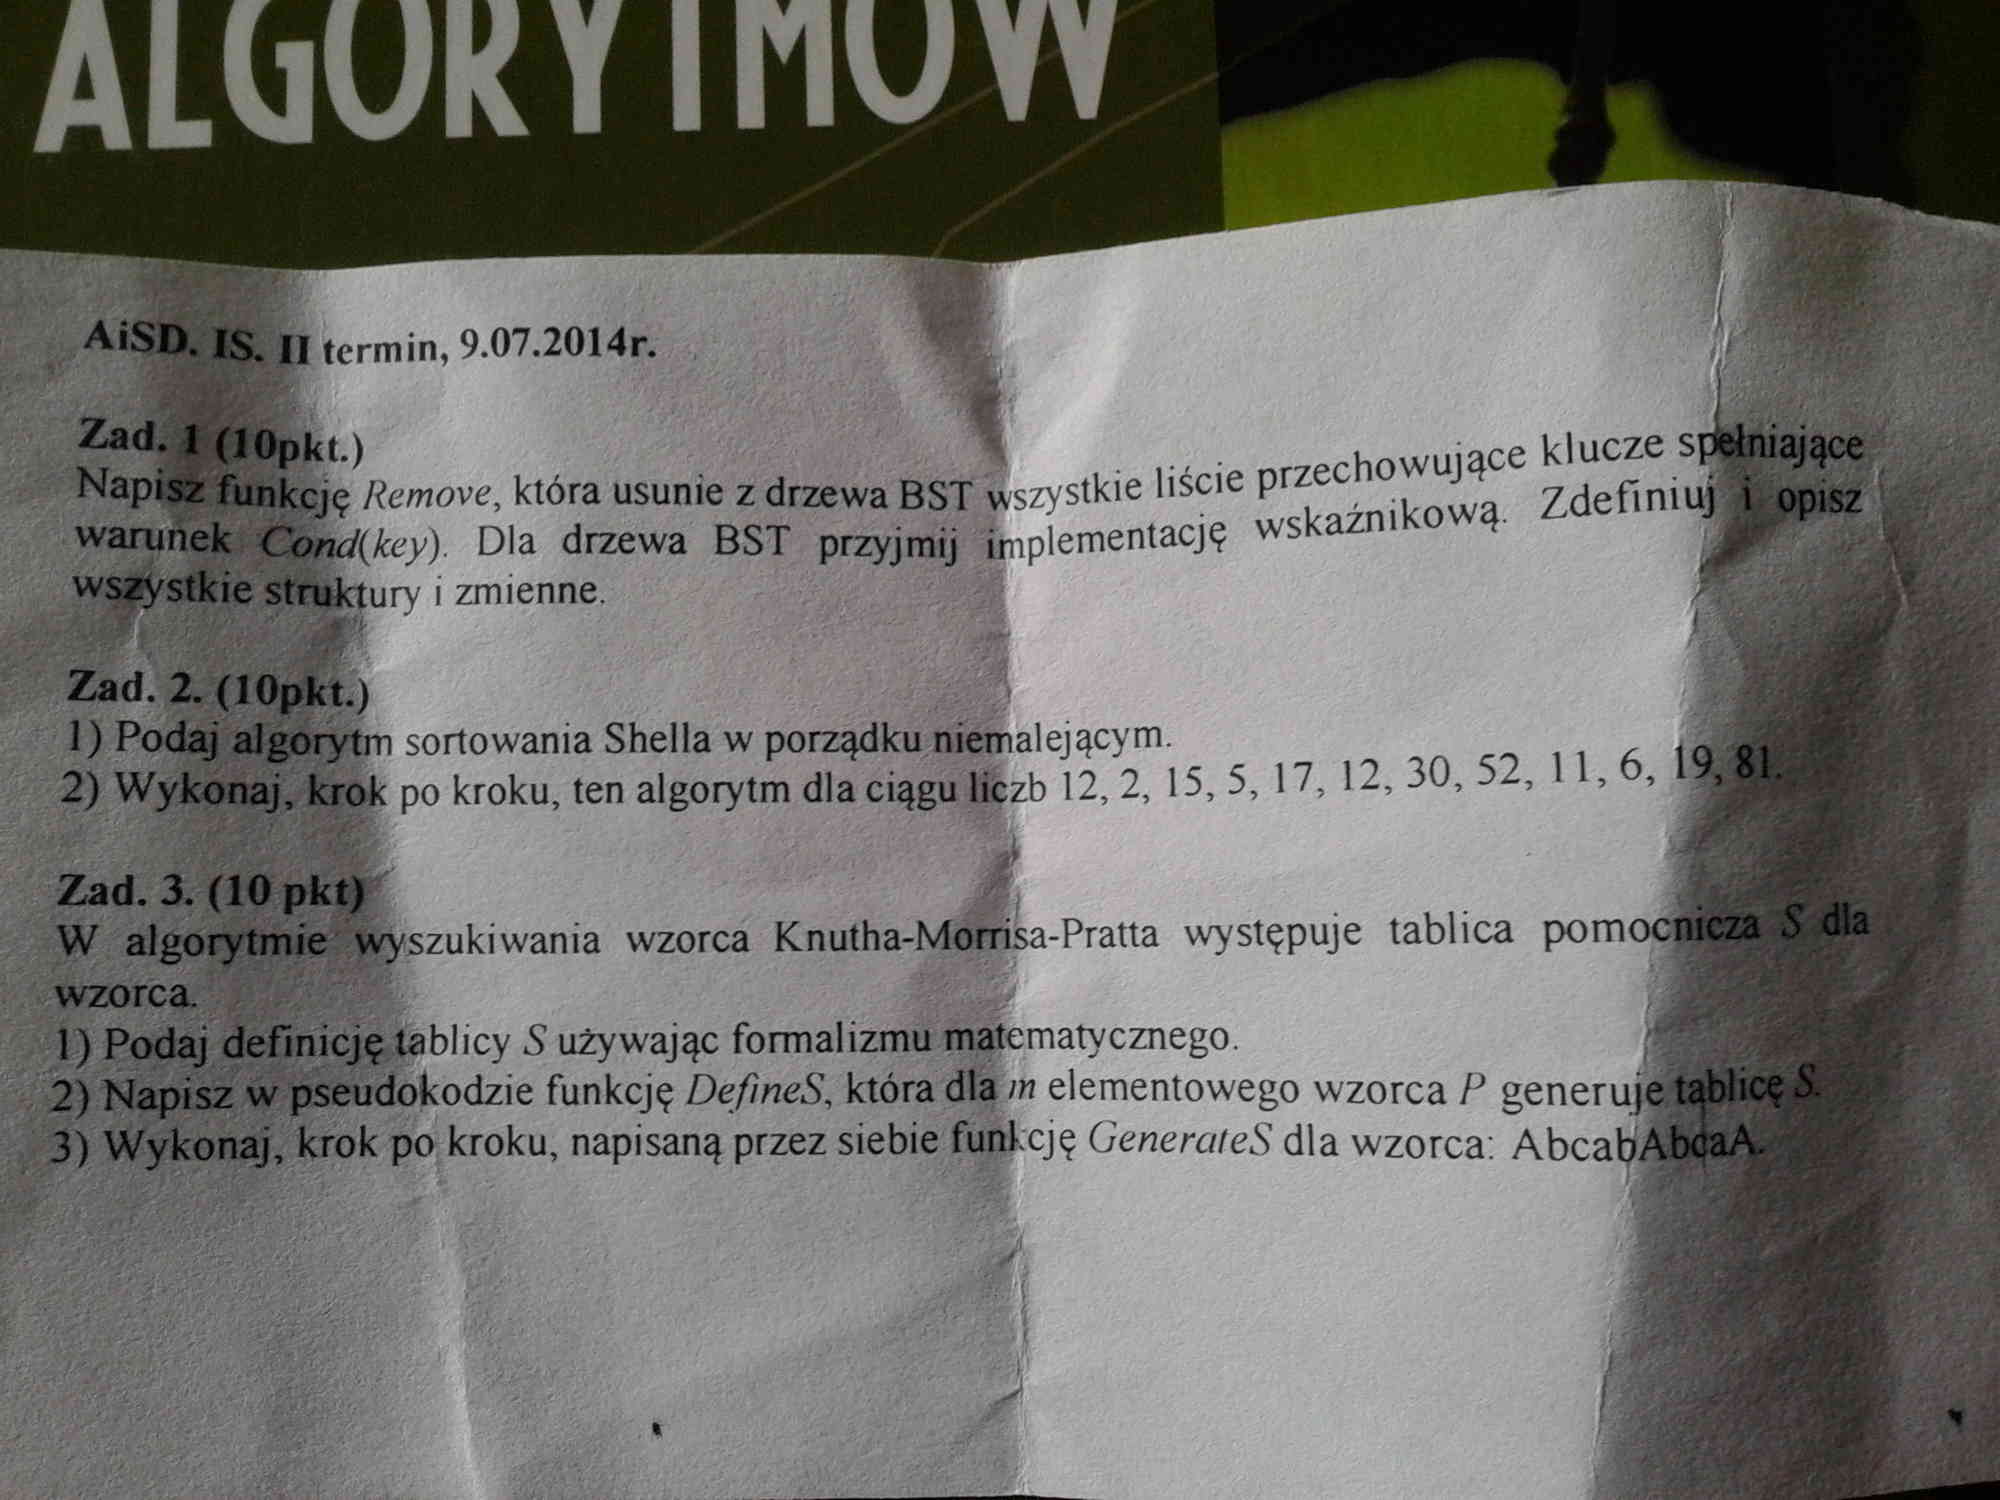 ALGORYTMÓW
AiSD. IS. II termin, 9.07.2014r.
Zad. 1 (10pkt.)
Napisz funkcję Remove, która usunie z drzewa BST wszystkie liście przechowujące klucze spełniające
warunek Cond(key). Dla drzewa BST przyjmij implementację wskaźnikową. Zdefiniuj i opisz
wszystkie struktury i zmienne.
Zad. 2. (10pkt.)
1) Podaj algorytm sortowania Shella w porządku niemalejącym.
2) Wykonaj, krok po kroku, ten algorytm dla ciągu liczb 12, 2, 15, 5, 17, 12, 30, 52, 11, 6, 19, 81.
Zad. 3. (10 pkt)
W algorytmie wyszukiwania wzorca Knutha-Morrisa-Pratta występuje tablica pomocnicza S dla
wzorca.
1) Podaj definicję tablicy S używając formalizmu matematycznego.
2) Napisz w pseudokodzie funkcję DefineS, która dla m elementowego wzorca P generuje tablicę S.
3) Wykonaj, krok po kroku, napisaną przez siebie funkcję GenerateS dla wzorca: AbcabAbcaA.